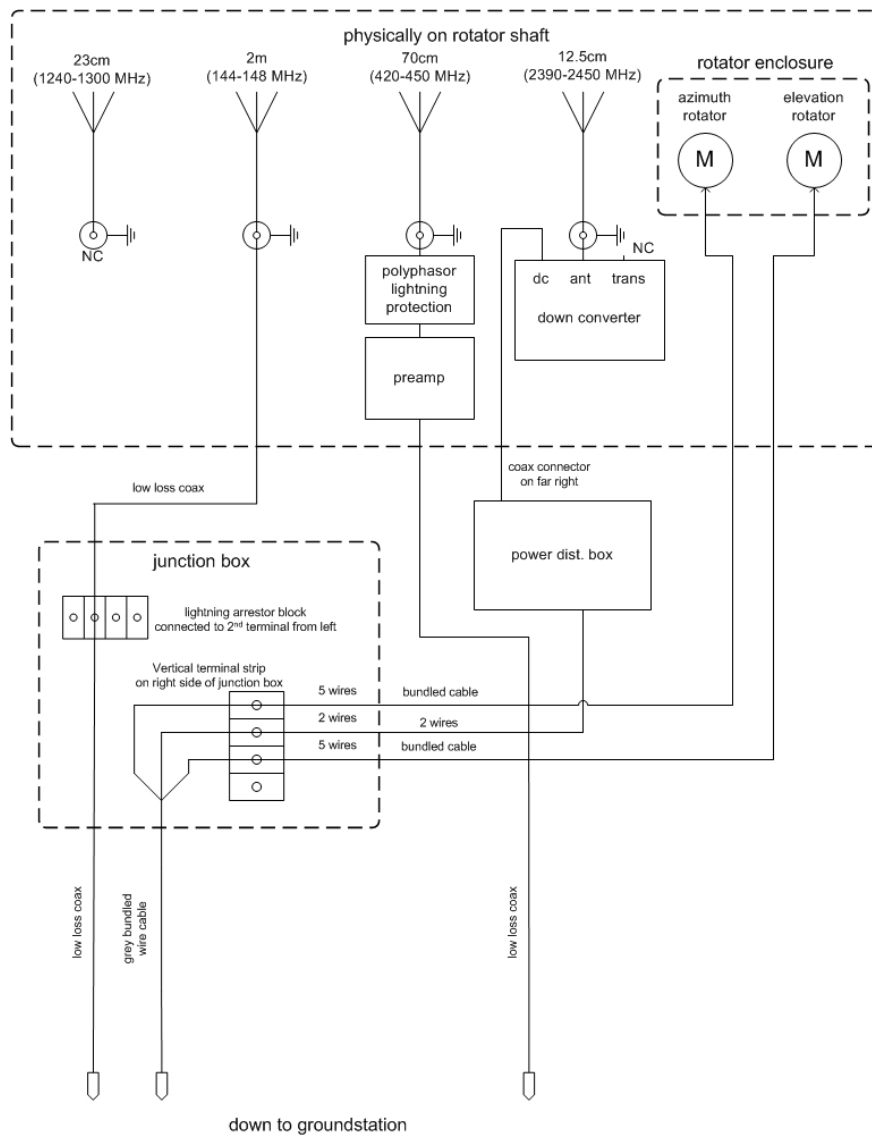 physically on rotator shaft
23cm
(1240-1300 MHz)
2m
(144-148 MHz)
70cm
(420-450 MHz)
12.5cm
(2390-2450 MHz)
rotator enclosure
azimuth
rotator
elevation
rotator
M
M
NC
NC
polyphasor
lightning
protection
dc ant trans
down converter
preamp
coax connector
on far right
low loss coax
power dist. box
junction box
lightning arrestor block
connected to 2nd terminal from left
Vertical terminal strip
on right side of junction box
5 wires bundled cable
2 wires 2 wires
5 wires bundled cable
low loss coax
grey bundled
wire cable
low loss coax
down to groundstation